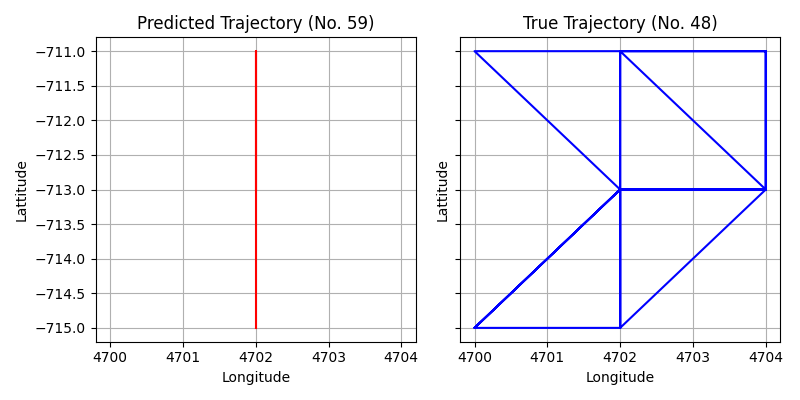 Predicted Trajectory (No. 59)
True Trajectory (No. 48)
−711.0
−711.5
−712.0
−712.5
−713.0
−713.5
−714.0
−714.5
−715.0
Lattitude
Lattitude
4700 4701 4702 4703 4704
4700 4701 4702 4703 4704
Longitude
Longitude